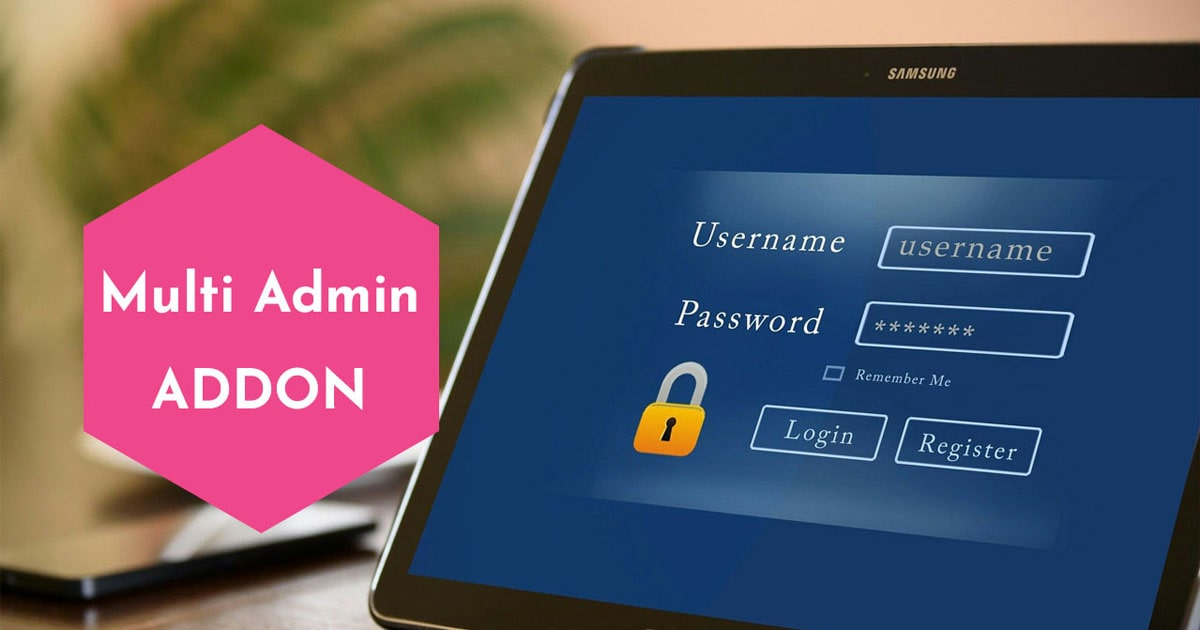 Multi Admin
ADDON
SAMSUNG
Username
username
Password
*******
Remember Me
Login
Register